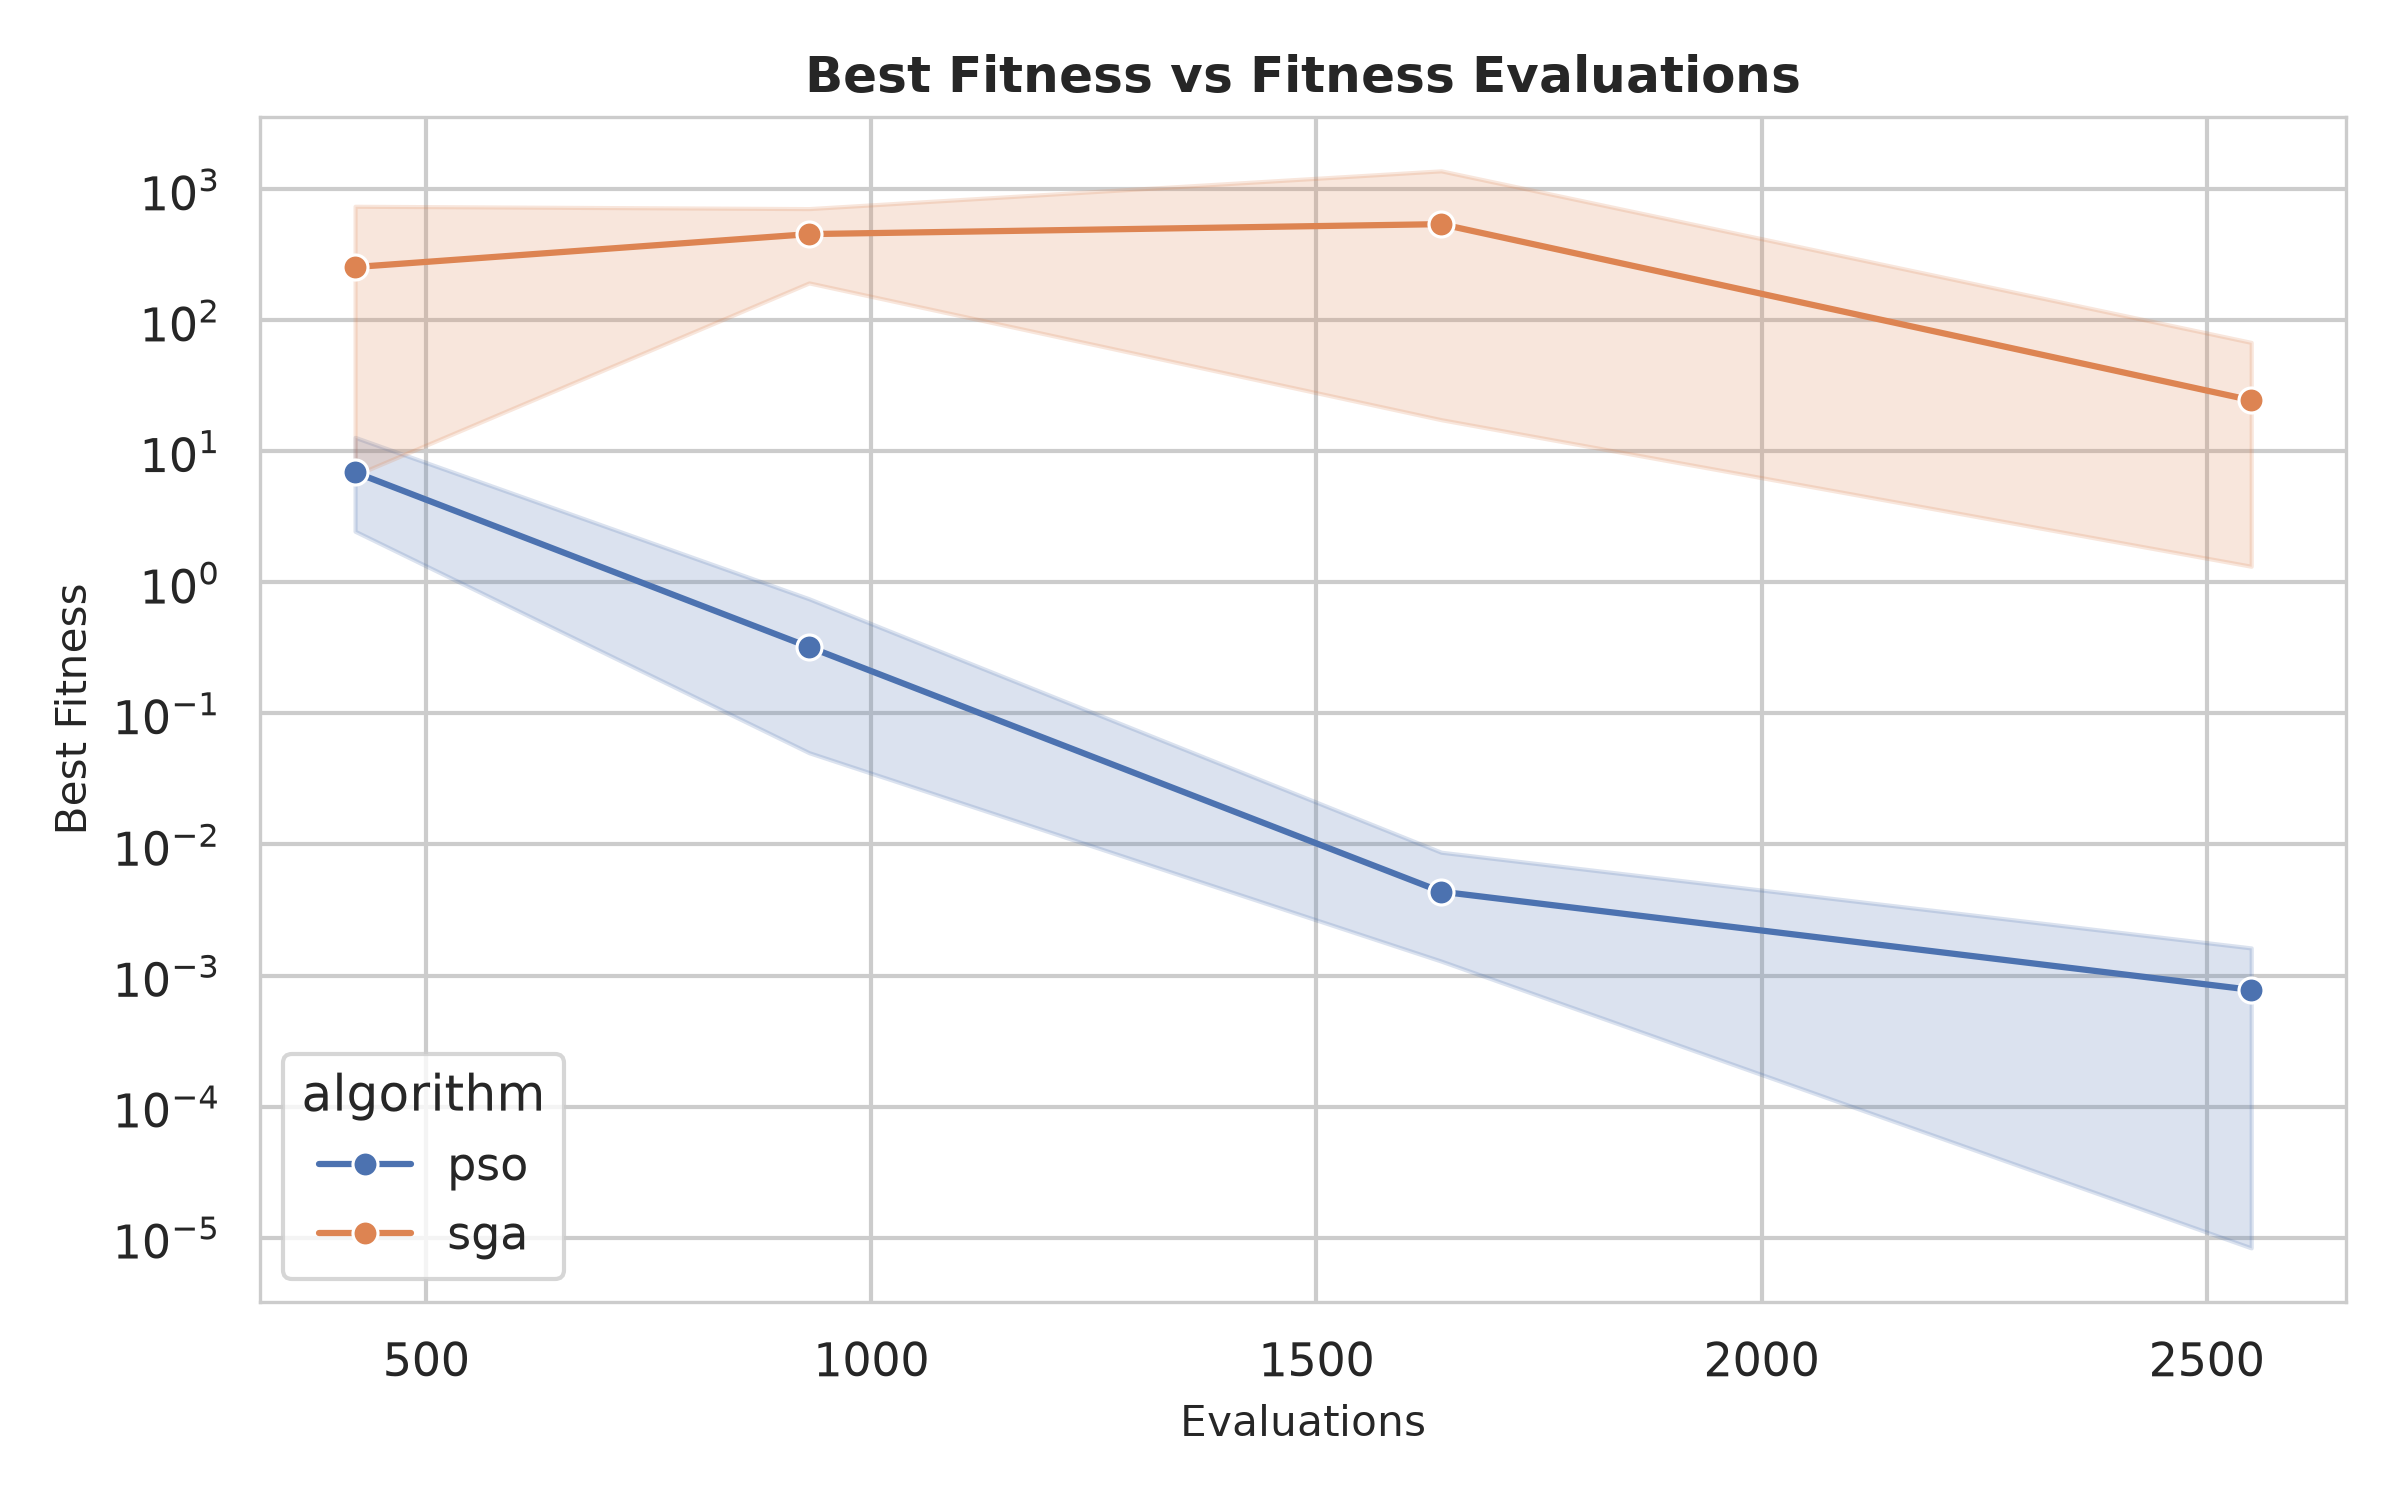 Best Fitness vs Fitness Evaluations
Best Fitness
10³
10²
10¹
10⁰
10⁻¹
10⁻²
10⁻³
10⁻⁴
10⁻⁵
algorithm
pso
sga
500 1000 1500 2000 2500
Evaluations